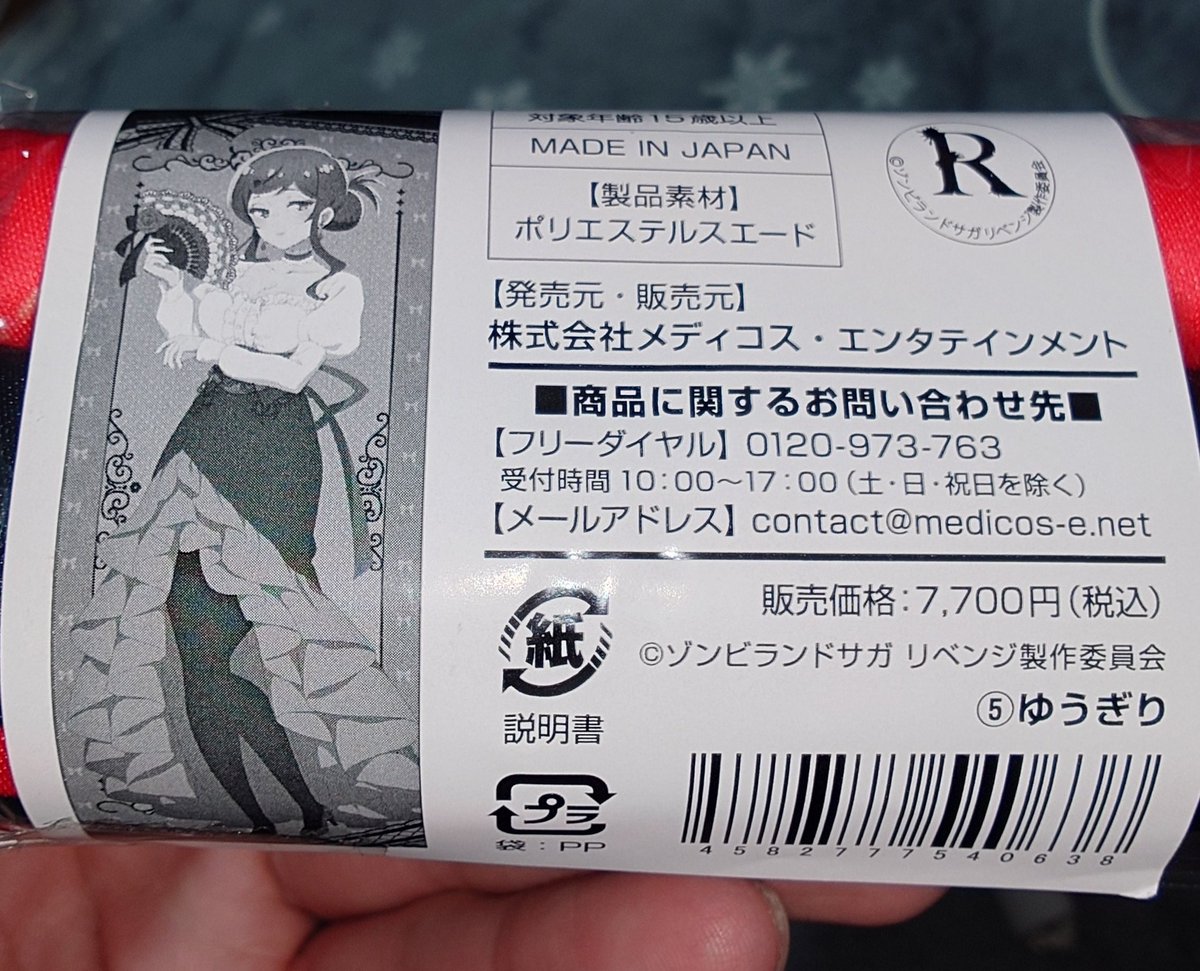 対象年齢15歳以上
MADE IN JAPAN
【製品素材】
ポリエステルスエード
R
©ゾンビランドサガ リベンジ製作委員会
【発売元・販売元】
株式会社メディコス・エンタテインメント
■商品に関するお問い合わせ先■
【フリーダイヤル】0120-973-763
受付時間 10:00～17:00(土・日・祝日を除く)
【メールアドレス】contact@medicos-e.net
販売価格:7,700円(税込)
©ゾンビランドサガ リベンジ製作委員会
⑤ゆうぎり
紙
説明書
プラ
袋:PP
4582777540638